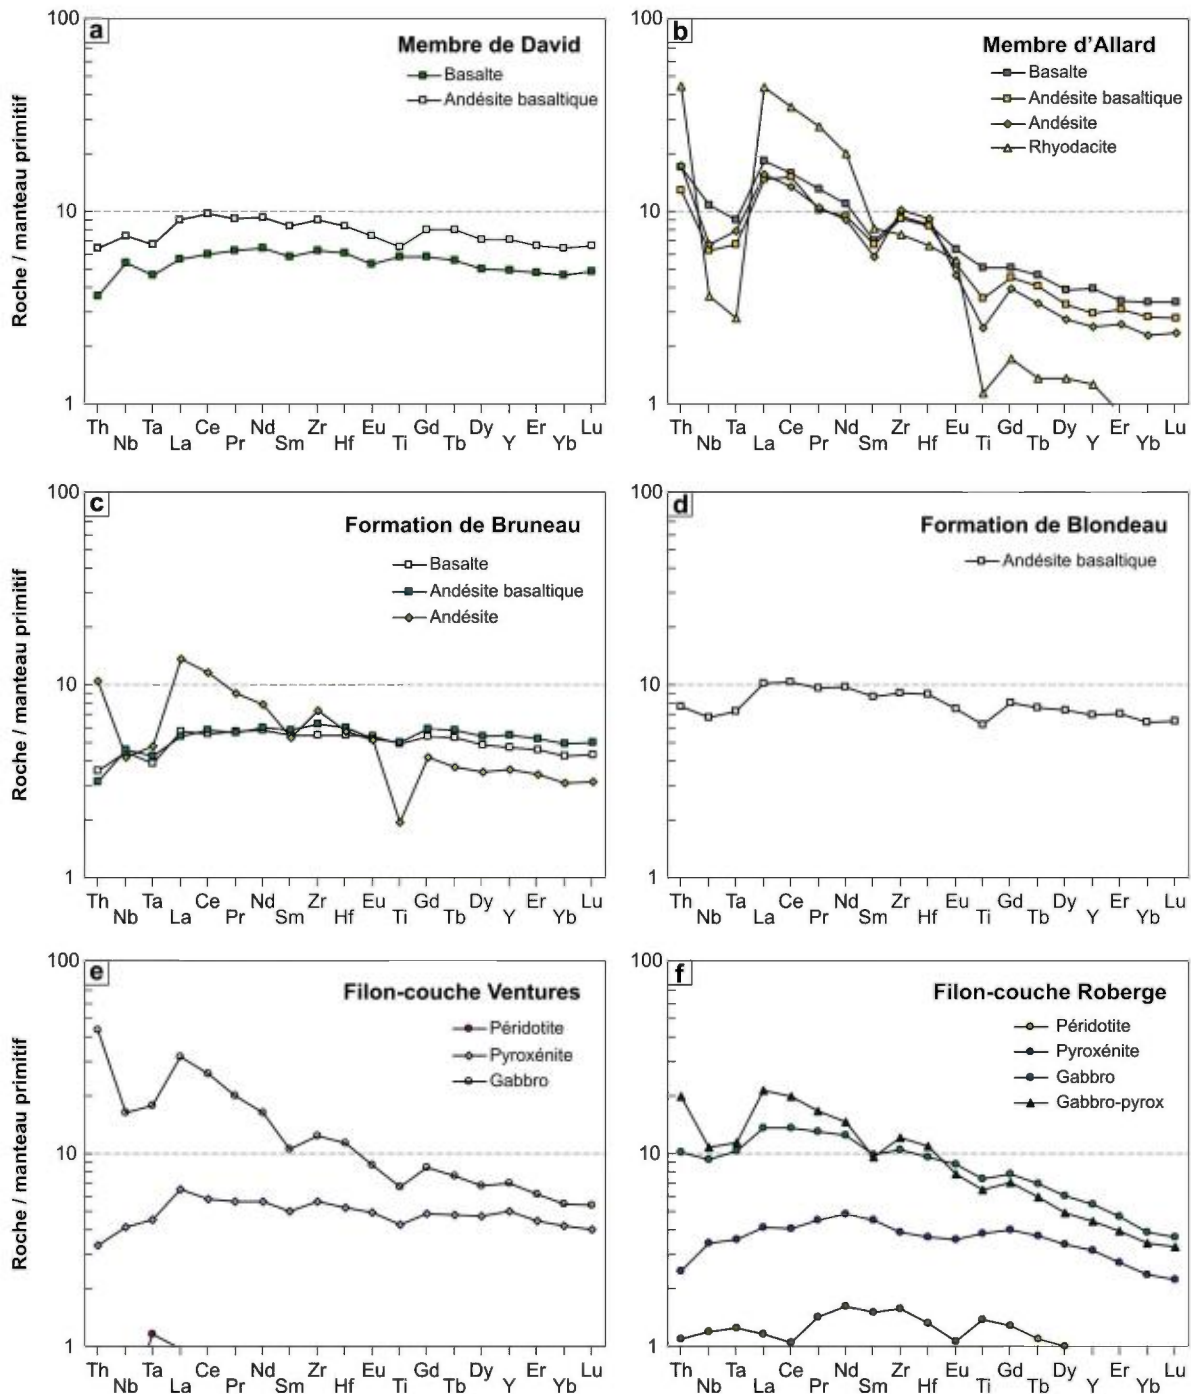 a
Membre de David
Basalte
Andésite basaltique
Roche / manteau primitif
100
10
1
Th Nb Ta La Ce Pr Nd Sm Zr Hf Eu Ti Gd Tb Dy Y Er Yb Lu
b
Membre d'Allard
Basalte
Andésite basaltique
Andésite
Rhyodacite
100
10
1
Th Nb Ta La Ce Pr Nd Sm Zr Hf Eu Ti Gd Tb Dy Y Er Yb Lu
c
Formation de Bruneau
Basalte
Andésite basaltique
Andésite
Roche / manteau primitif
100
10
1
Th Nb Ta La Ce Pr Nd Sm Zr Hf Eu Ti Gd Tb Dy Y Er Yb Lu
d
Formation de Blondeau
Andésite basaltique
100
10
1
Th Nb Ta La Ce Pr Nd Sm Zr Hf Eu Ti Gd Tb Dy Y Er Yb Lu
e
Filon-couche Ventures
Péridotite
Pyroxénite
Gabbro
Roche / manteau primitif
100
10
1
Th Nb Ta La Ce Pr Nd Sm Zr Hf Eu Ti Gd Tb Dy Y Er Yb Lu
f
Filon-couche Roberge
Péridotite
Pyroxénite
Gabbro
Gabbro-pyrox
100
10
1
Th Nb Ta La Ce Pr Nd Sm Zr Hf Eu Ti Gd Tb Dy Y Er Yb Lu